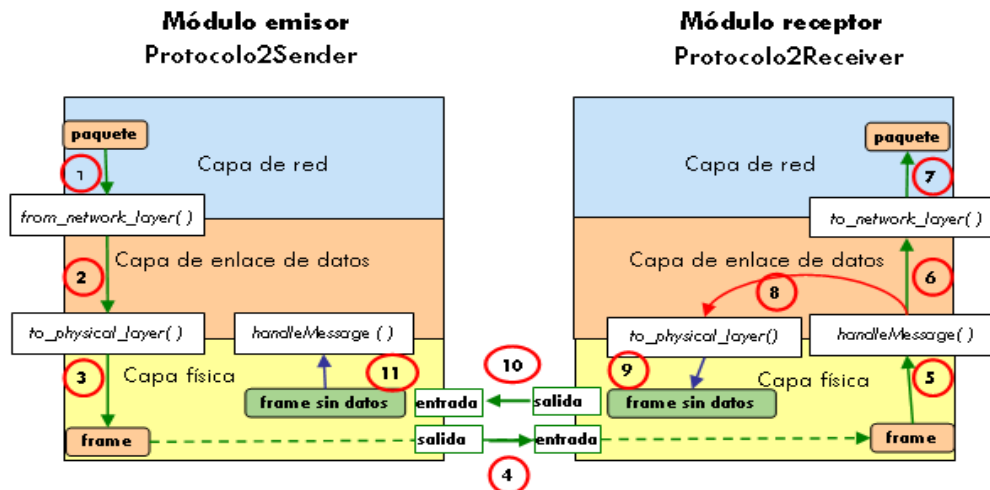 Módulo emisor
Protocolo2Sender
Módulo receptor
Protocolo2Receiver
paquete
Capa de red
1
from_network_layer( )
Capa de enlace de datos
2
to_physical_layer( )
handleMessage ( )
3
Capa física
11
frame sin datos
entrada
frame
salida
10
4
paquete
Capa de red
7
to_network_layer( )
Capa de enlace de datos
6
8
to_physical_layer()
handleMessage( )
9
Capa física
5
salida
frame sin datos
entrada
frame